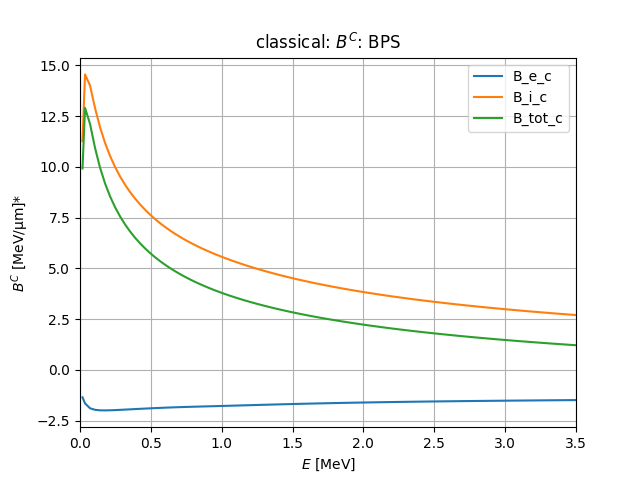 classical: B^C: BPS
15.0
12.5
10.0
7.5
5.0
2.5
0.0
−2.5
B^C [MeV/μm]*
B_e_c
B_i_c
B_tot_c
0.0 0.5 1.0 1.5 2.0 2.5 3.0 3.5
E [MeV]